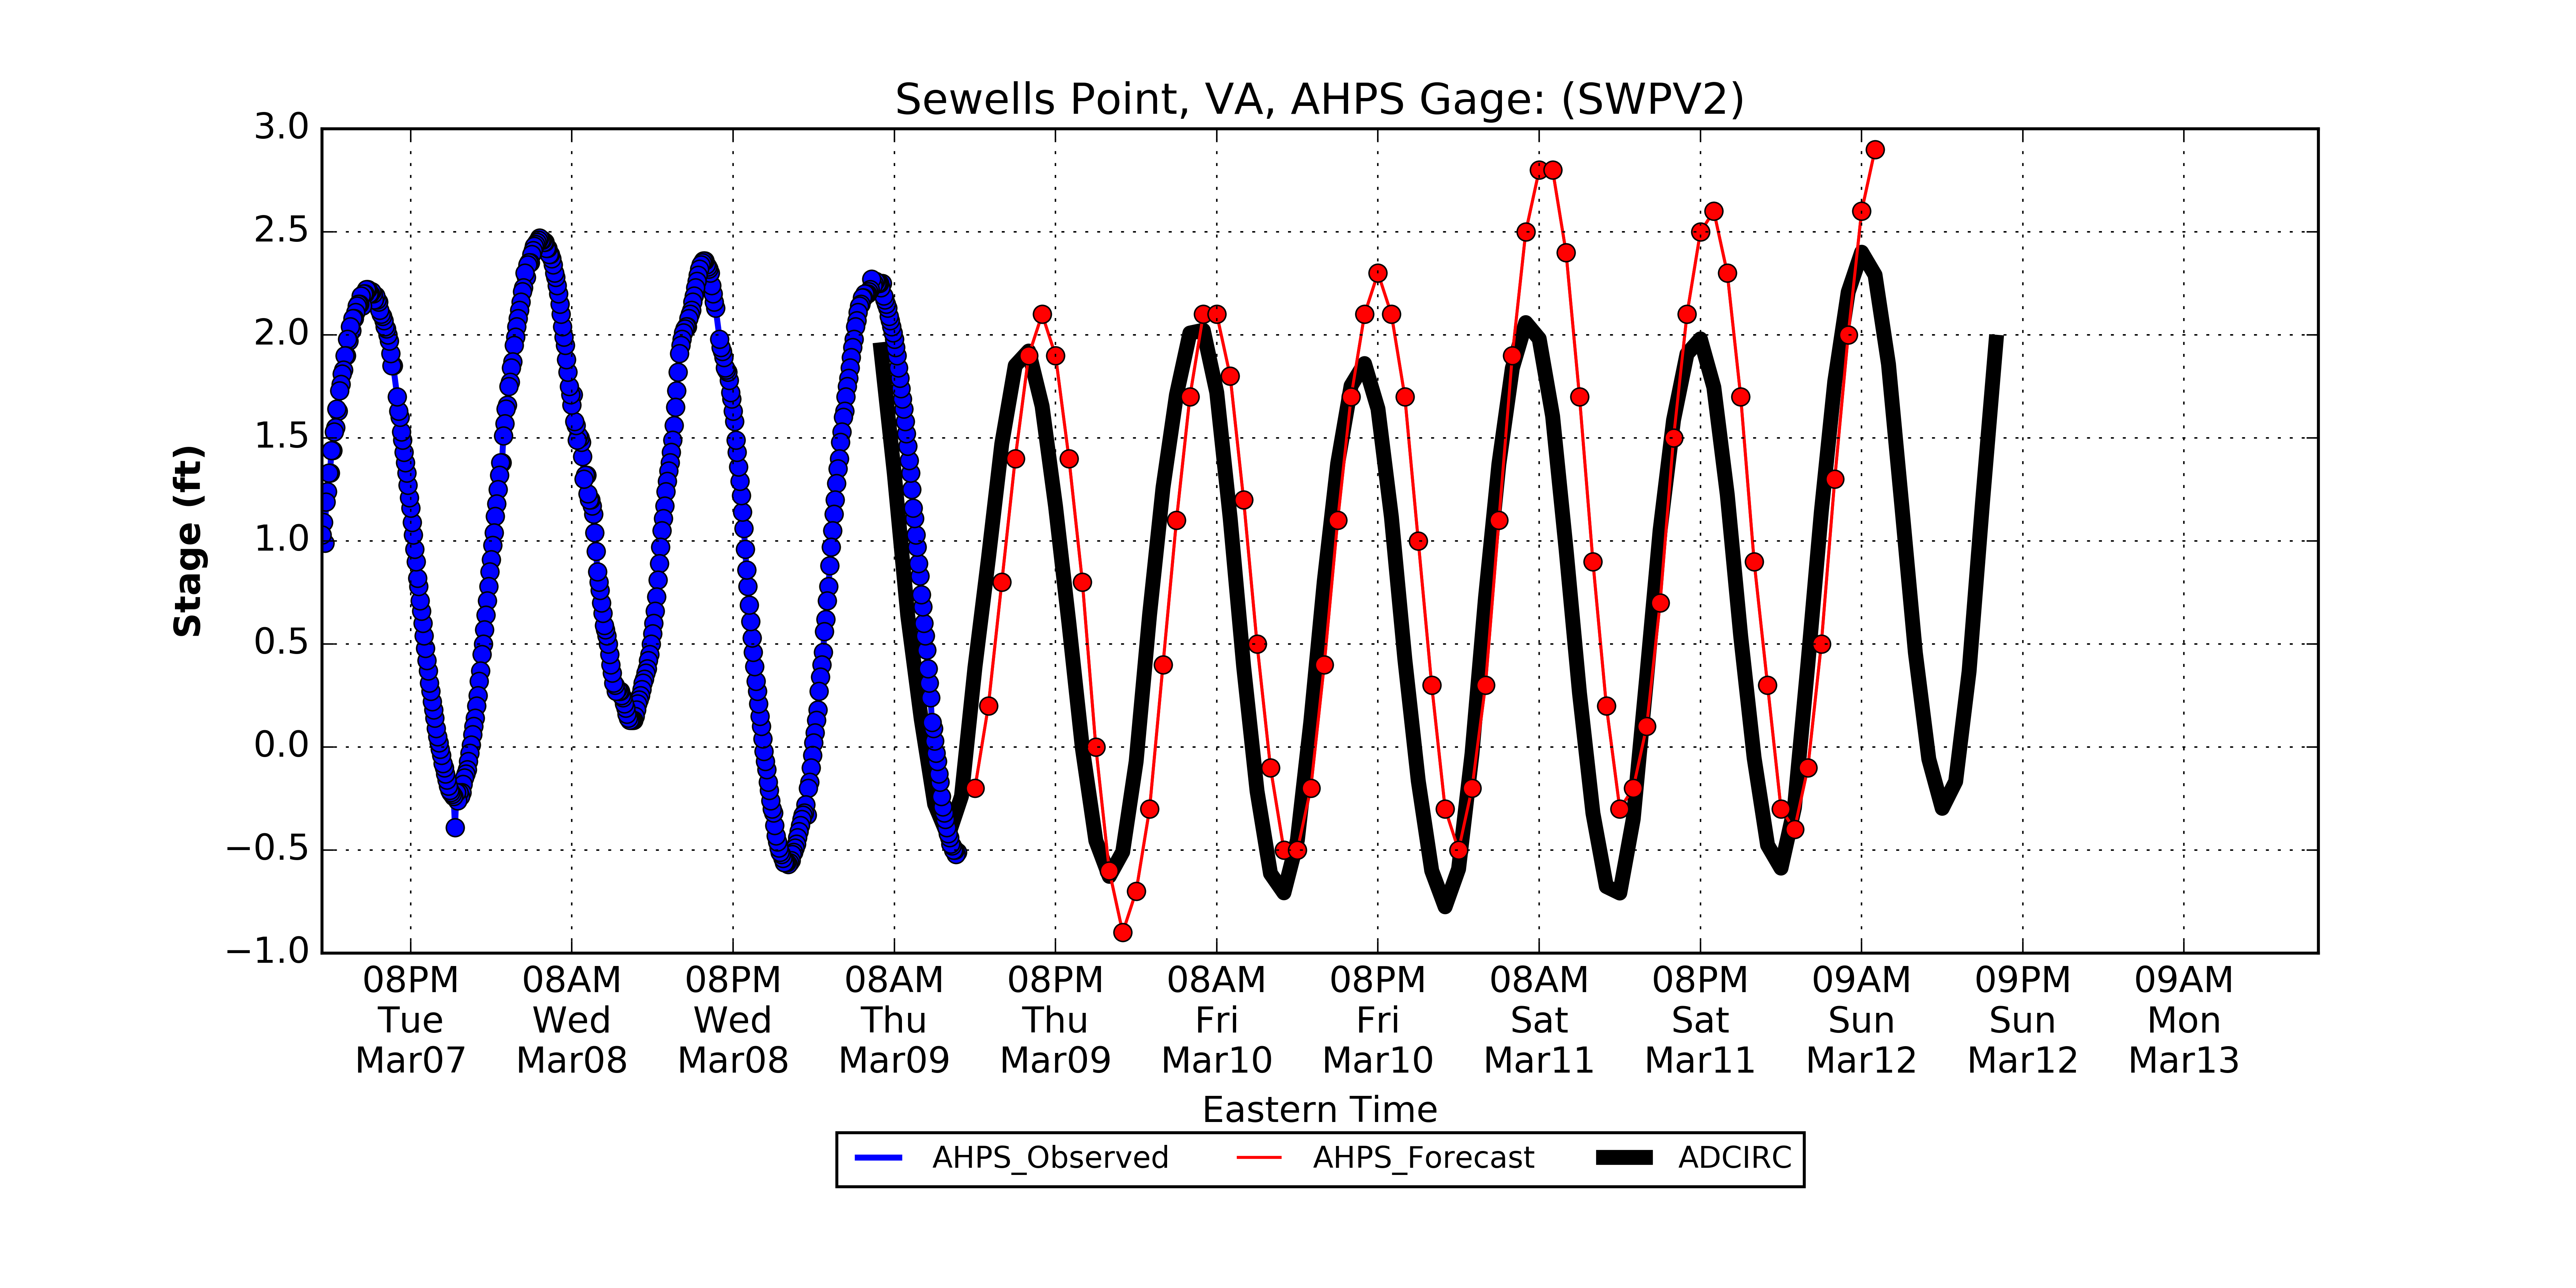 Sewells Point, VA, AHPS Gage: (SWPV2)
Stage (ft)
3.0
2.5
2.0
1.5
1.0
0.5
0.0
−0.5
−1.0
08PM 08AM 08PM 08AM 08PM 08AM 08PM 08AM 08PM 09AM 09PM 09AM
Tue Wed Wed Thu Thu Fri Fri Sat Sat Sun Sun Mon
Mar07 Mar08 Mar08 Mar09 Mar09 Mar10 Mar10 Mar11 Mar11 Mar12 Mar12 Mar13
Eastern Time
AHPS_Observed AHPS_Forecast ADCIRC